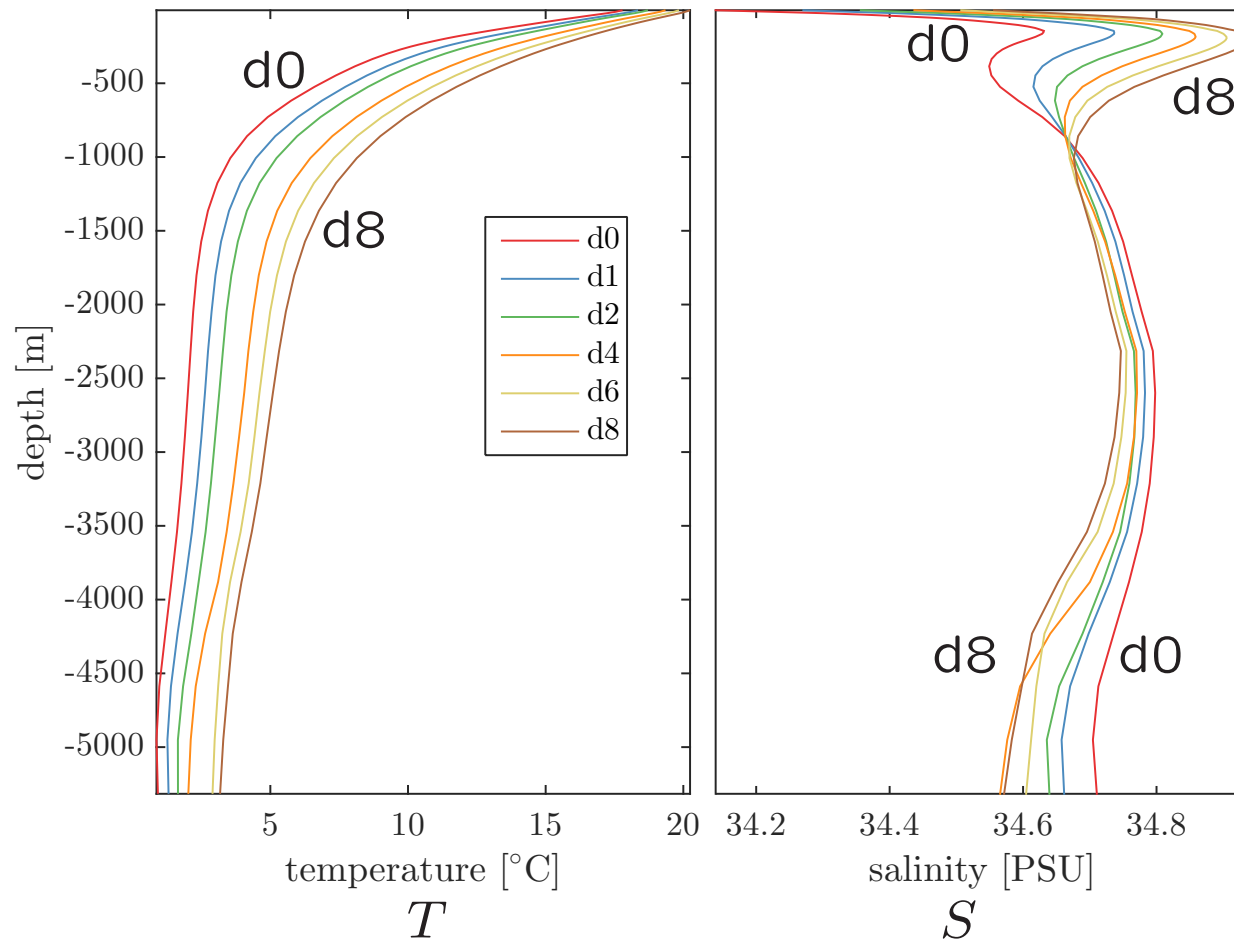 d0
d8
d0
d8
d8
d0
d0
d1
d2
d4
d6
d8
depth [m]
-500
-1000
-1500
-2000
-2500
-3000
-3500
-4000
-4500
-5000
5 10 15 20
34.2 34.4 34.6 34.8
temperature [°C]
salinity [PSU]
T
S